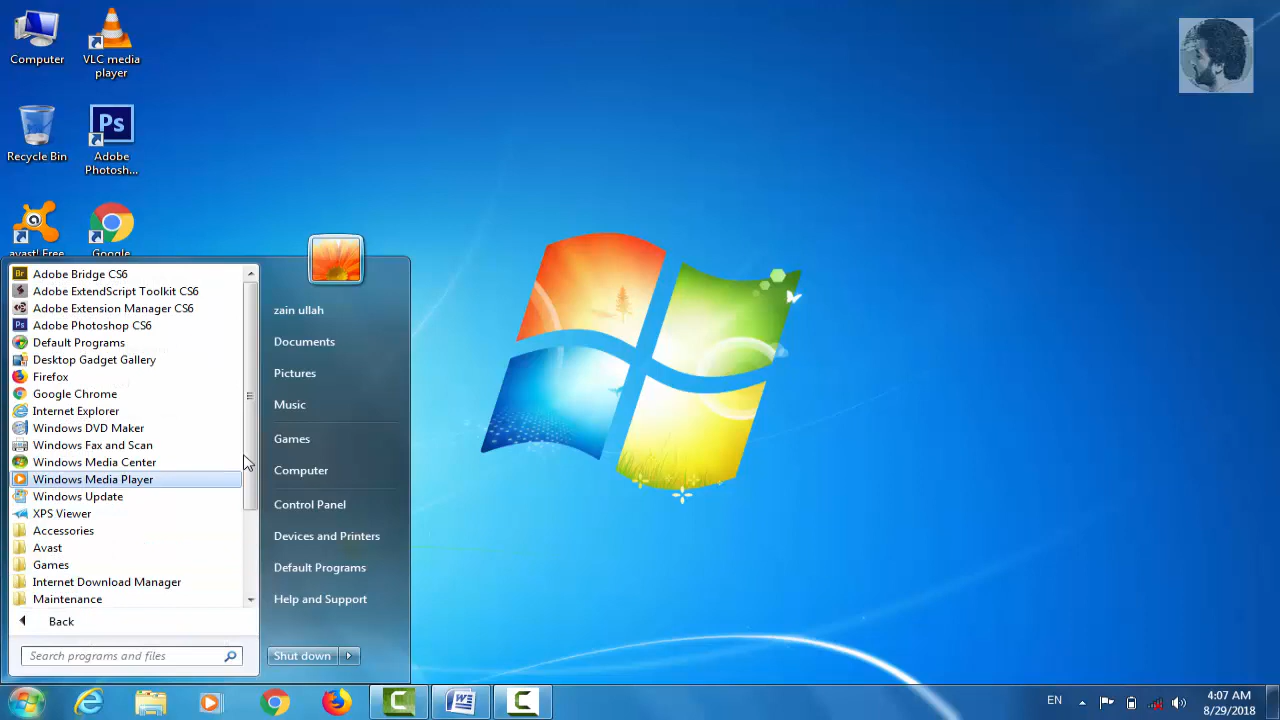 Computer
VLC media
player
Recycle Bin
Ps
Adobe
Photosh...
avast! Free
Google
Br
Adobe Bridge CS6
Adobe ExtendScript Toolkit CS6
Adobe Extension Manager CS6
Ps
Adobe Photoshop CS6
Default Programs
Desktop Gadget Gallery
Firefox
Google Chrome
Internet Explorer
Windows DVD Maker
Windows Fax and Scan
Windows Media Center
Windows Media Player
Windows Update
XPS Viewer
Accessories
Avast
Games
Internet Download Manager
Maintenance
Back
Search programs and files
zain ullah
Documents
Pictures
Music
Games
Computer
Control Panel
Devices and Printers
Default Programs
Help and Support
Shut down
EN
4:07 AM
8/29/2018